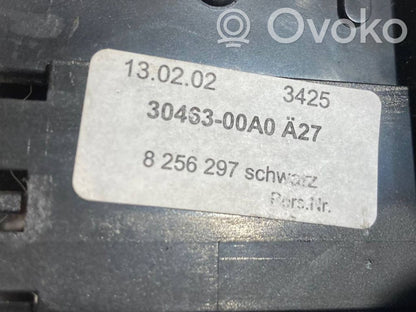 Ovoko
13.02.02 3425
30463-00A0 Ä27
8 256 297 schwarz
Pers.Nr.